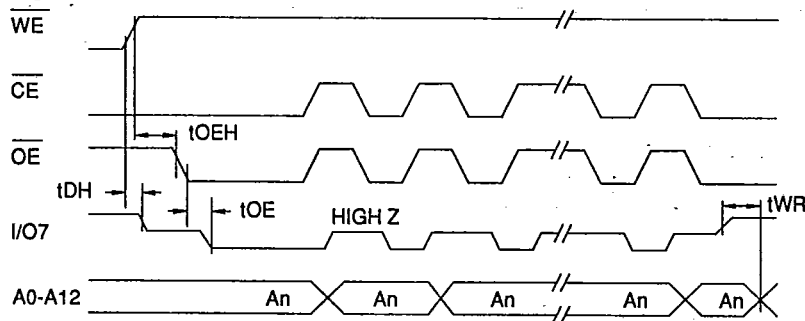 WE
CE
tOEH
OE
tDH
tOE
HIGH Z
tWR
I/O7
A0-A12 An An An An An